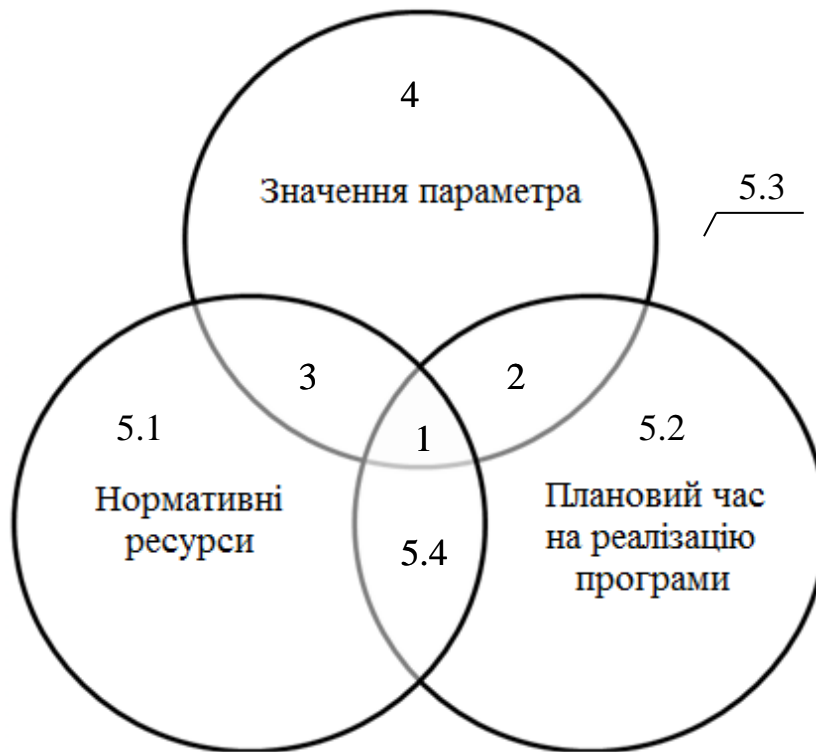 4
Значення параметра
5.3
3
2
5.1
1
5.2
Нормативні
ресурси
Плановий час
на реалізацію
програми
5.4